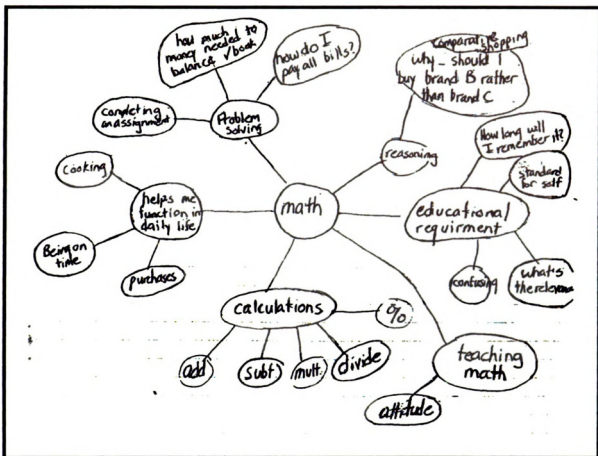 how much
money needed to
balance √book
how do I
pay all bills?
comparative
shopping
why - should I
buy brand B rather
than brand C
completing
an assignment
Problem
solving
How long will
I remember it?
reasoning
cooking
standard
for self
helps me
function in
daily life
math
educational
requirment
Being on
time
purchases
confusing
what's
the relevance
calculations
%
add
subt.
mult.
divide
teaching
math
attitude